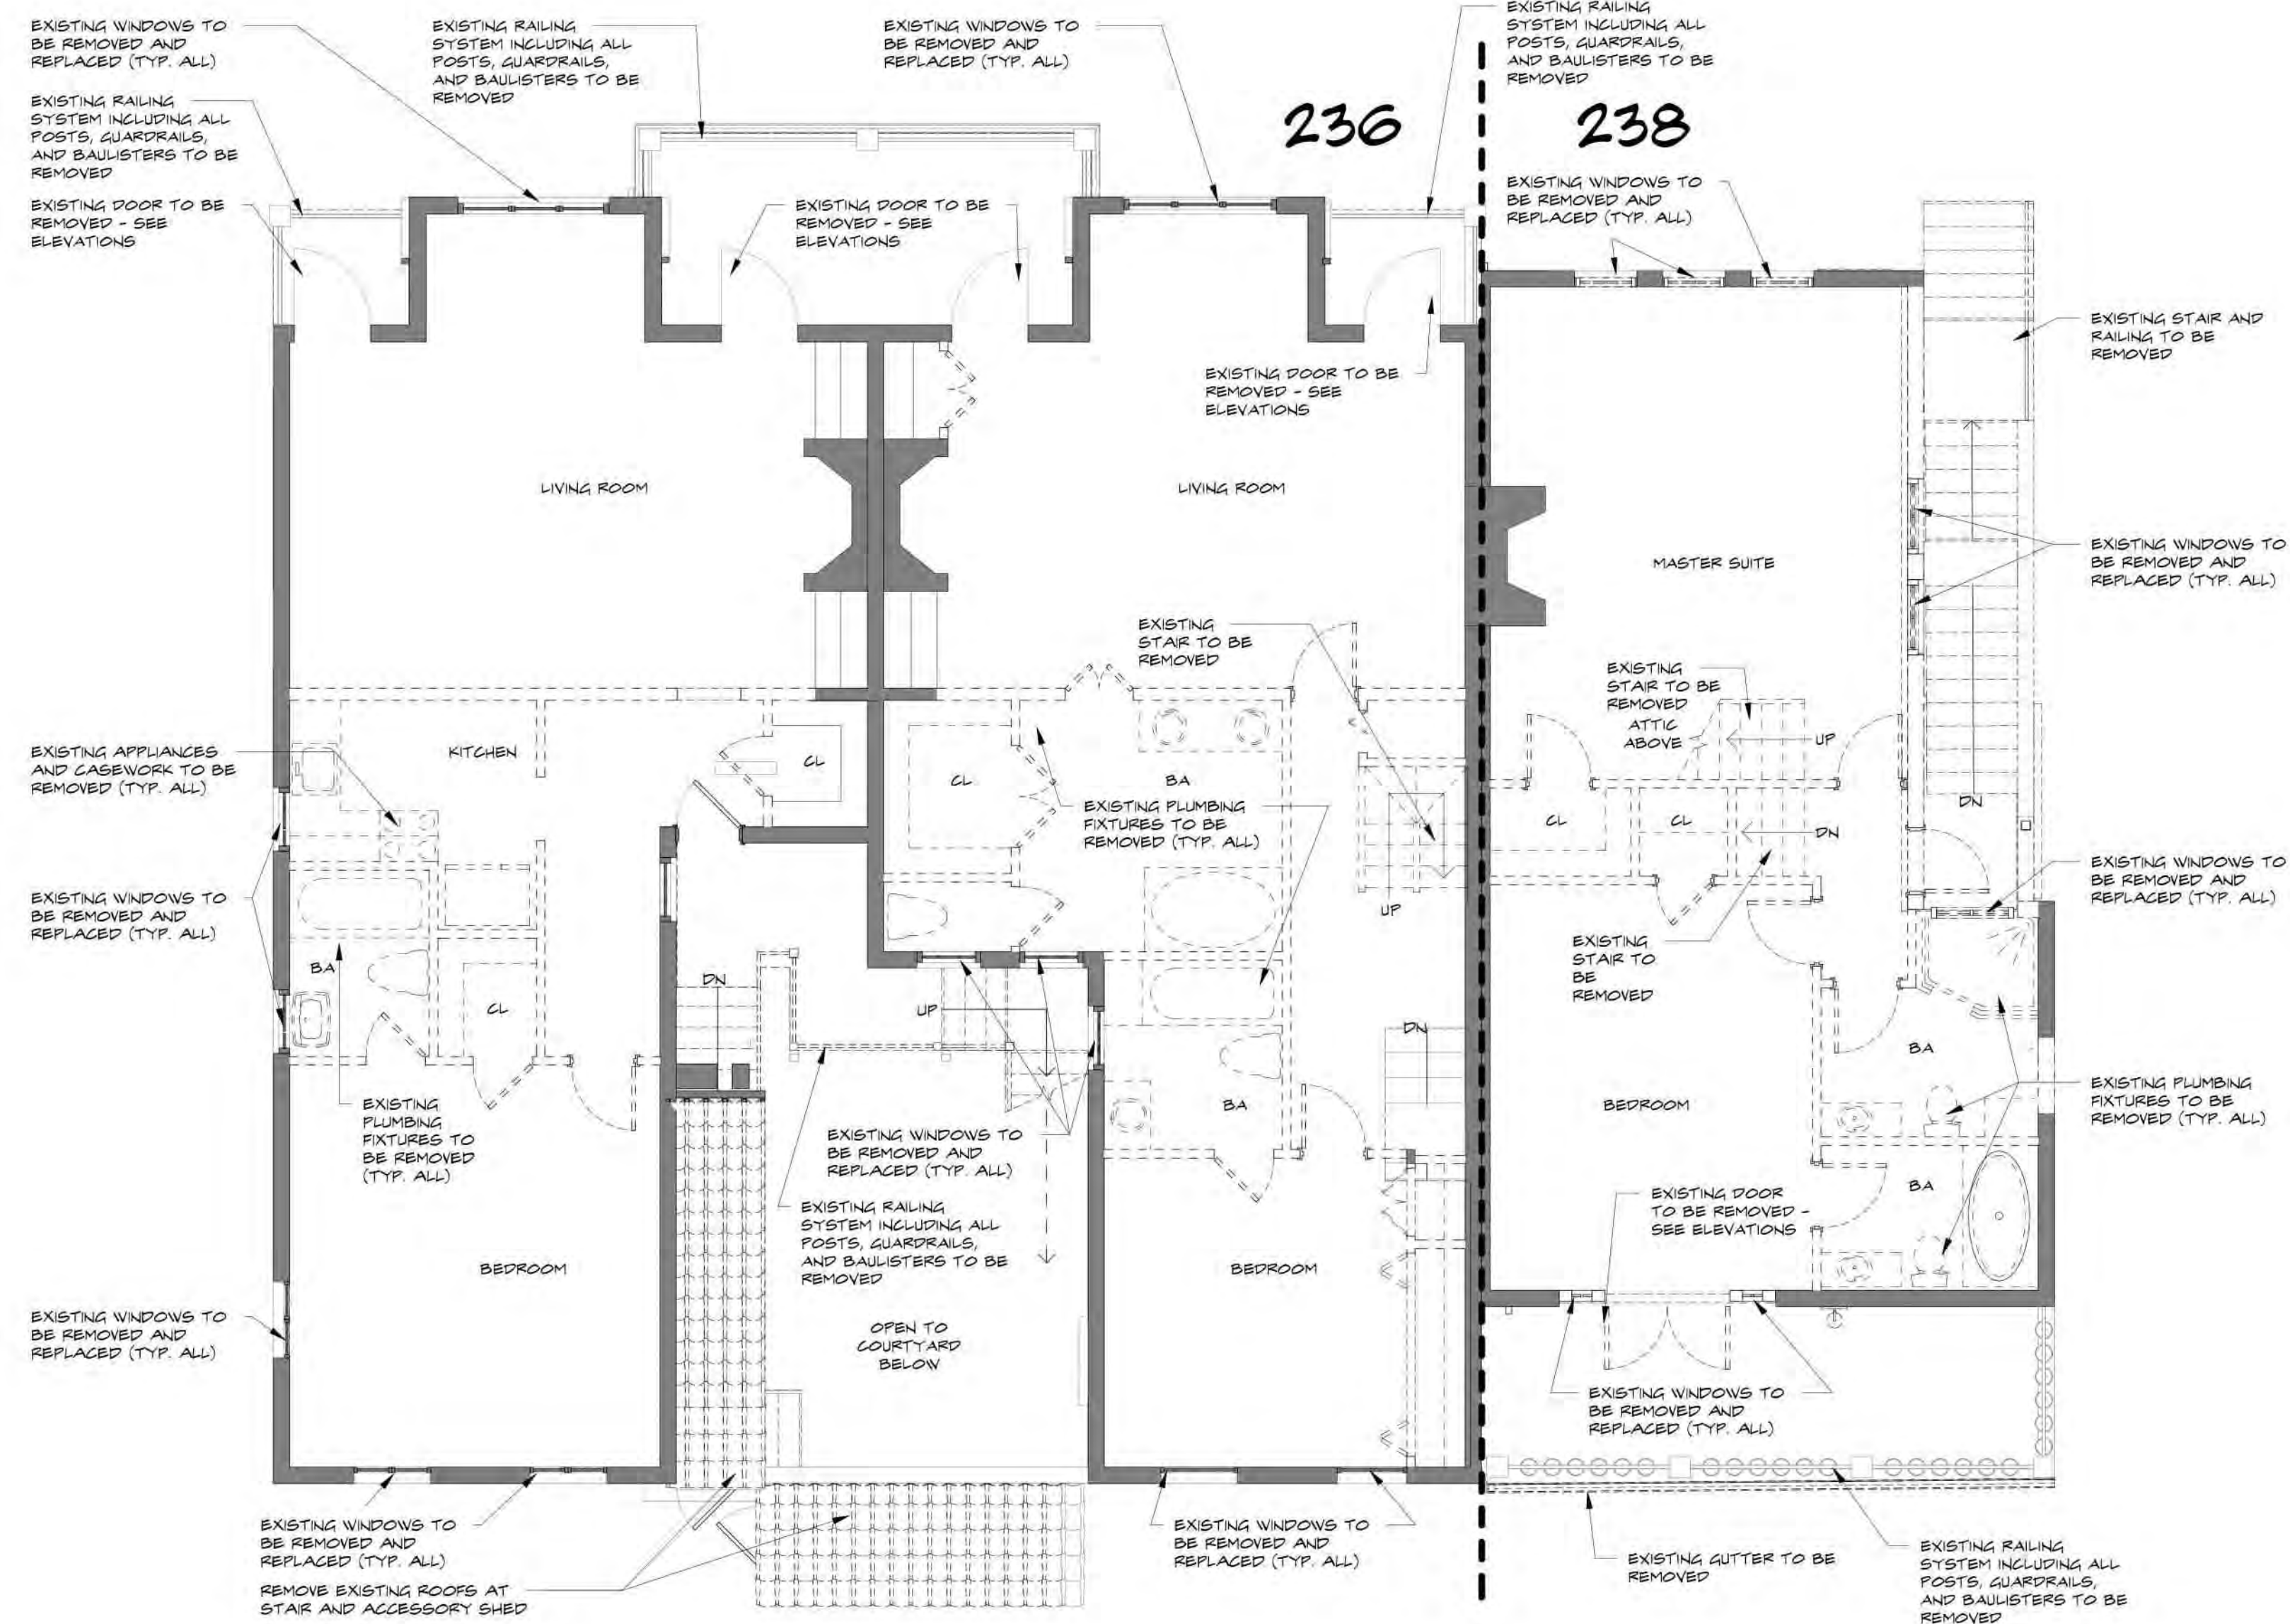 EXISTING WINDOWS TO
BE REMOVED AND
REPLACED (TYP. ALL)
EXISTING RAILING
SYSTEM INCLUDING ALL
POSTS, GUARDRAILS,
AND BAULISTERS TO BE
REMOVED
EXISTING WINDOWS TO
BE REMOVED AND
REPLACED (TYP. ALL)
EXISTING RAILING
SYSTEM INCLUDING ALL
POSTS, GUARDRAILS,
AND BAULISTERS TO BE
REMOVED
EXISTING RAILING
SYSTEM INCLUDING ALL
POSTS, GUARDRAILS,
AND BAULISTERS TO BE
REMOVED
236
238
EXISTING DOOR TO BE
REMOVED - SEE
ELEVATIONS
EXISTING DOOR TO BE
REMOVED - SEE
ELEVATIONS
EXISTING WINDOWS TO
BE REMOVED AND
REPLACED (TYP. ALL)
EXISTING STAIR AND
RAILING TO BE
REMOVED
EXISTING DOOR TO BE
REMOVED - SEE
ELEVATIONS
LIVING ROOM
LIVING ROOM
MASTER SUITE
EXISTING WINDOWS TO
BE REMOVED AND
REPLACED (TYP. ALL)
EXISTING
STAIR TO BE
REMOVED
EXISTING
STAIR TO BE
REMOVED
ATTIC
ABOVE
UP
EXISTING APPLIANCES
AND CASEWORK TO BE
REMOVED (TYP. ALL)
KITCHEN
CL
CL
BA
EXISTING PLUMBING
FIXTURES TO BE
REMOVED (TYP. ALL)
CL
CL
DN
DN
EXISTING WINDOWS TO
BE REMOVED AND
REPLACED (TYP. ALL)
EXISTING WINDOWS TO
BE REMOVED AND
REPLACED (TYP. ALL)
UP
EXISTING
STAIR TO
BE
REMOVED
BA
CL
DN
UP
DN
BA
EXISTING PLUMBING
FIXTURES TO BE
REMOVED (TYP. ALL)
EXISTING
PLUMBING
FIXTURES TO
BE REMOVED
(TYP. ALL)
BA
BEDROOM
EXISTING WINDOWS TO
BE REMOVED AND
REPLACED (TYP. ALL)
EXISTING RAILING
SYSTEM INCLUDING ALL
POSTS, GUARDRAILS,
AND BAULISTERS TO BE
REMOVED
EXISTING DOOR
TO BE REMOVED -
SEE ELEVATIONS
BA
BEDROOM
BEDROOM
EXISTING WINDOWS TO
BE REMOVED AND
REPLACED (TYP. ALL)
OPEN TO
COURTYARD
BELOW
EXISTING WINDOWS TO
BE REMOVED AND
REPLACED (TYP. ALL)
EXISTING WINDOWS TO
BE REMOVED AND
REPLACED (TYP. ALL)
REMOVE EXISTING ROOFS AT
STAIR AND ACCESSORY SHED
EXISTING WINDOWS TO
BE REMOVED AND
REPLACED (TYP. ALL)
EXISTING GUTTER TO BE
REMOVED
EXISTING RAILING
SYSTEM INCLUDING ALL
POSTS, GUARDRAILS,
AND BAULISTERS TO BE
REMOVED